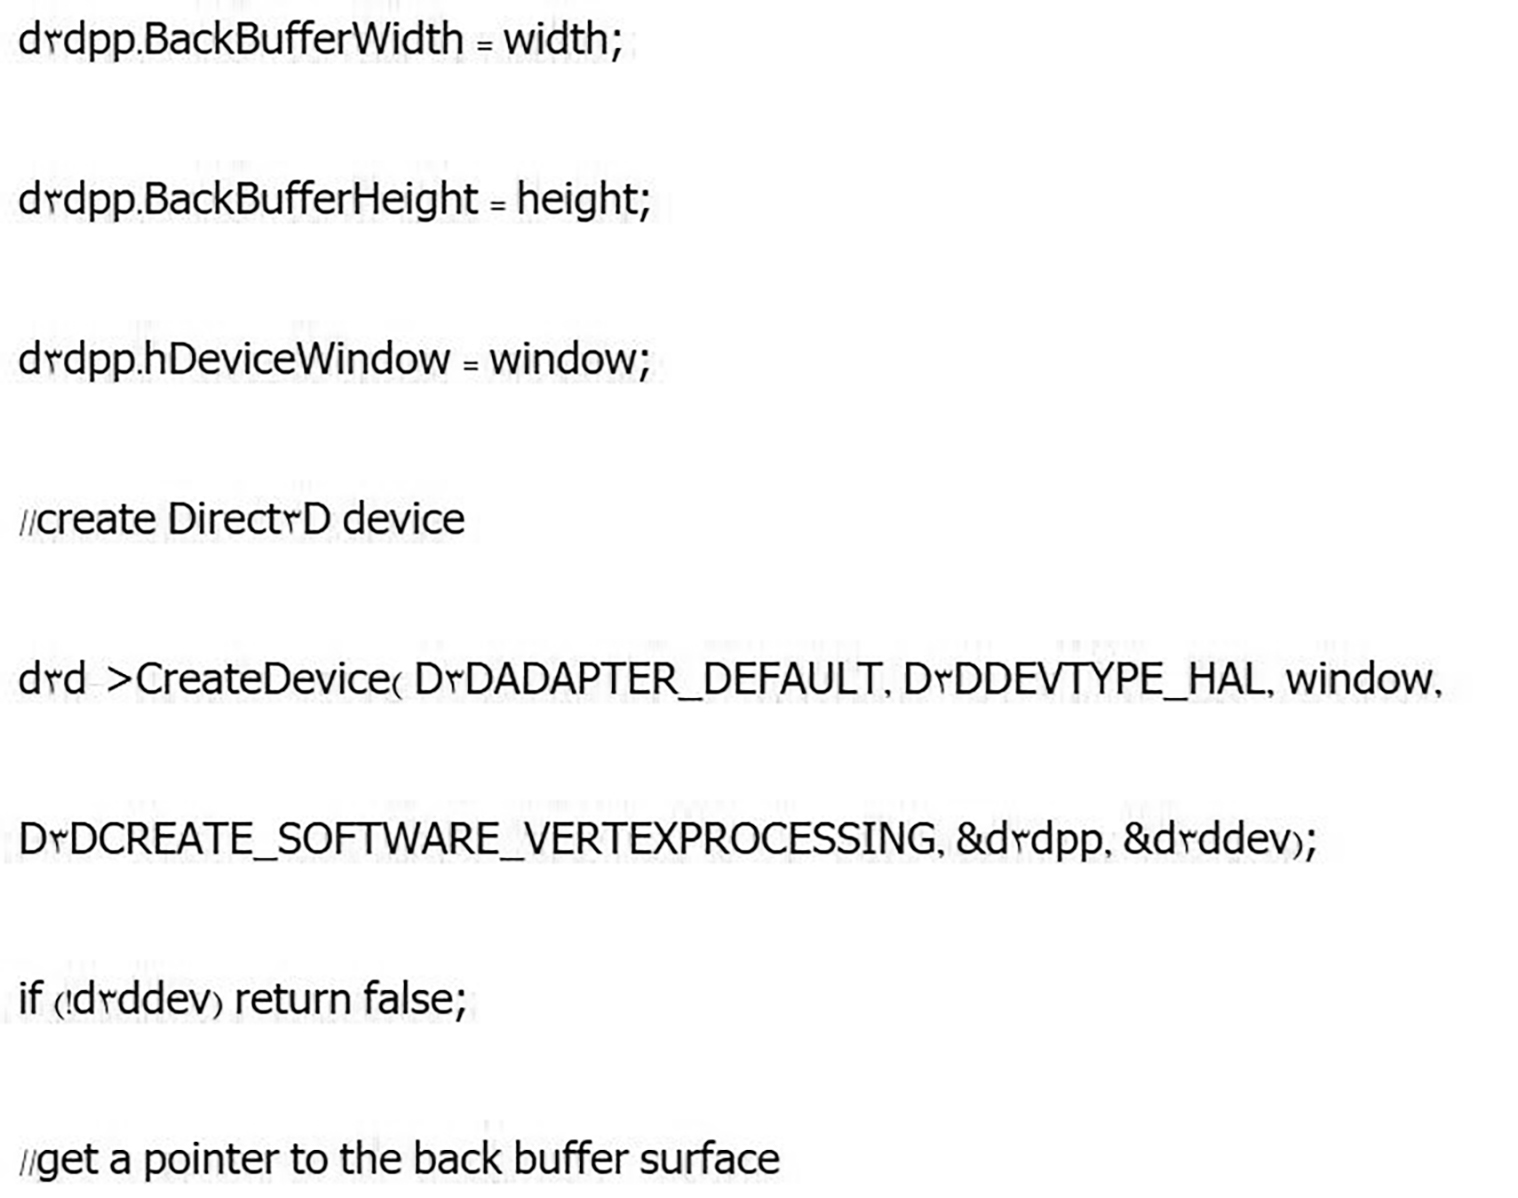 d۳dpp.BackBufferWidth = width;
d۳dpp.BackBufferHeight = height;
d۳dpp.hDeviceWindow = window;
//create Direct۳D device
d۳d >CreateDevice( D۳DADAPTER_DEFAULT, D۳DDEVTYPE_HAL, window,
D۳DCREATE_SOFTWARE_VERTEXPROCESSING, &d۳dpp, &d۳ddev);
if (!d۳ddev) return false;
//get a pointer to the back buffer surface